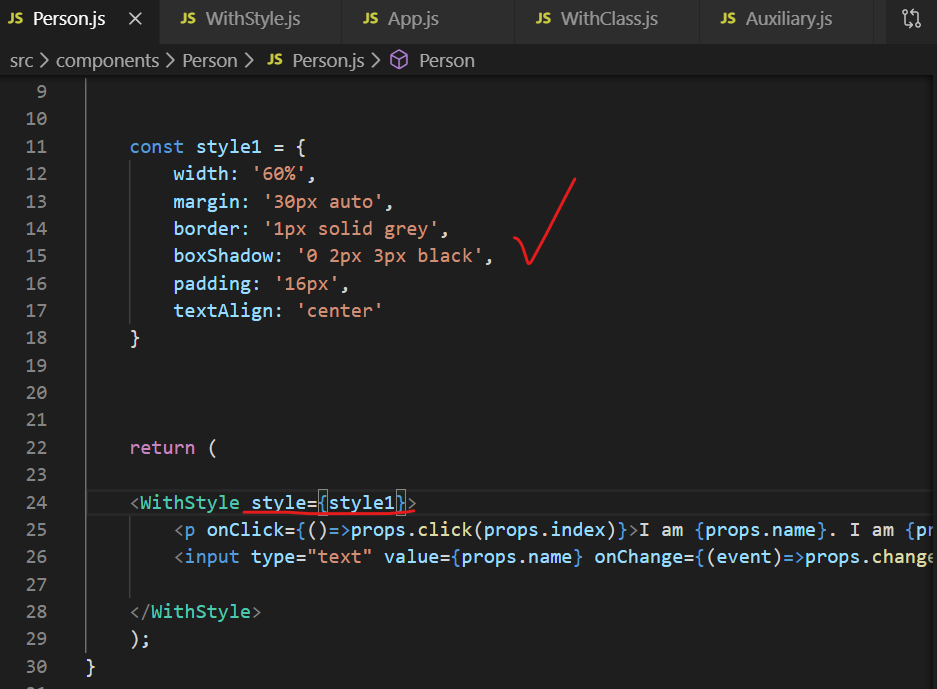 JS Person.js × JS WithStyle.js JS App.js JS WithClass.js JS Auxiliary.js
src > components > Person > JS Person.js > Person
9
10
11 const style1 = {
12 width: '60%',
13 margin: '30px auto',
14 border: '1px solid grey',
15 boxShadow: '0 2px 3px black',
16 padding: '16px',
17 textAlign: 'center'
18 }
19
20
21
22 return (
23
24 <WithStyle style={style1}>
25 <p onClick={()=>props.click(props.index)}>I am {props.name}. I am {pr
26 <input type="text" value={props.name} onChange={(event)=>props.change
27
28 </WithStyle>
29 );
30 }